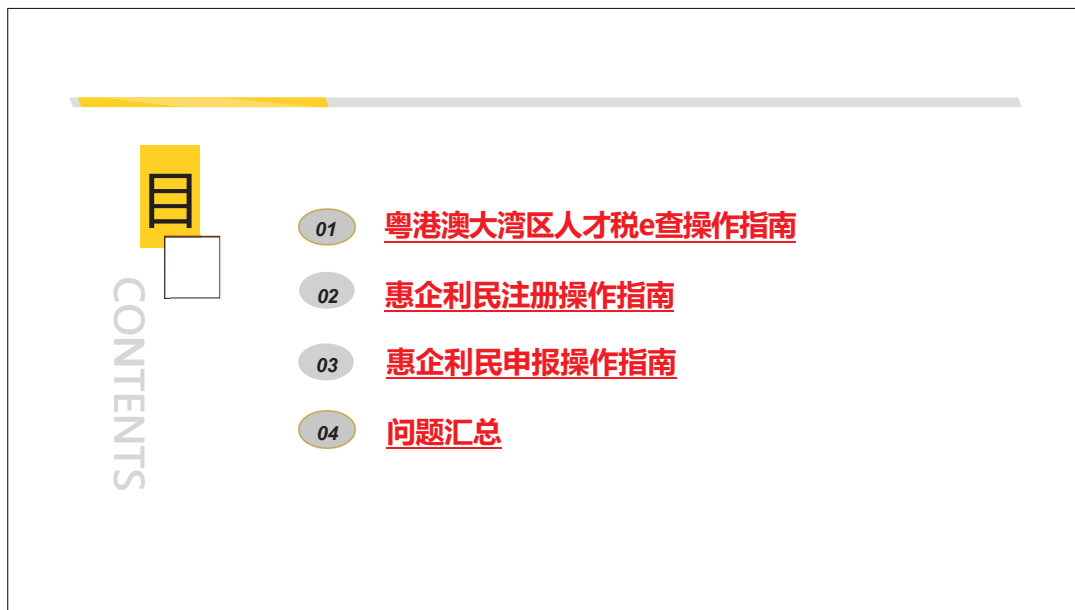 目
CONTENTS
01 粤港澳大湾区人才税e查操作指南
02 惠企利民注册操作指南
03 惠企利民申报操作指南
04 问题汇总